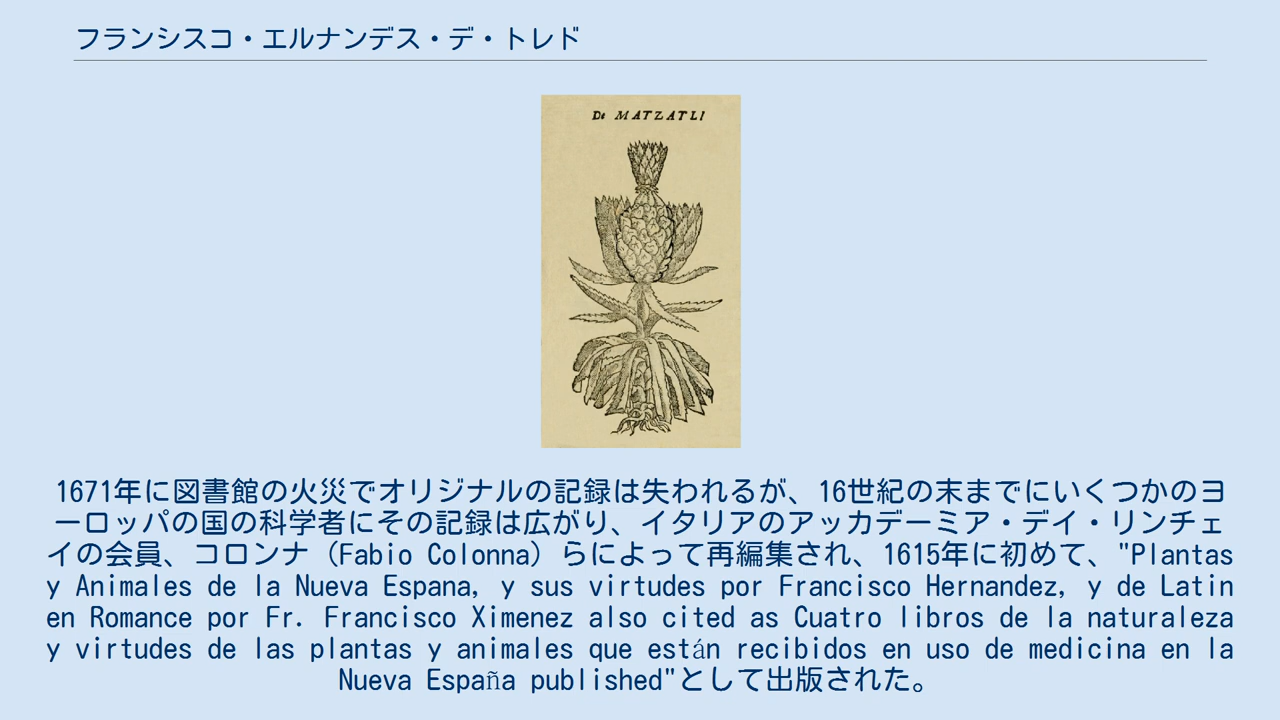 フランシスコ・エルナンデス・デ・トレド
De MATZATLI
1671年に図書館の火災でオリジナルの記録は失われるが、16世紀の末までにいくつかのヨ
ーロッパの国の科学者にその記録は広がり、イタリアのアッカデーミア・デイ・リンチェ
イの会員、コロンナ（Fabio Colonna）らによって再編集され、1615年に初めて、"Plantas
y Animales de la Nueva Espana, y sus virtudes por Francisco Hernandez, y de Latin
en Romance por Fr. Francisco Ximenez also cited as Cuatro libros de la naturaleza
y virtudes de las plantas y animales que están recibidos en uso de medicina en la
Nueva España published"として出版された。